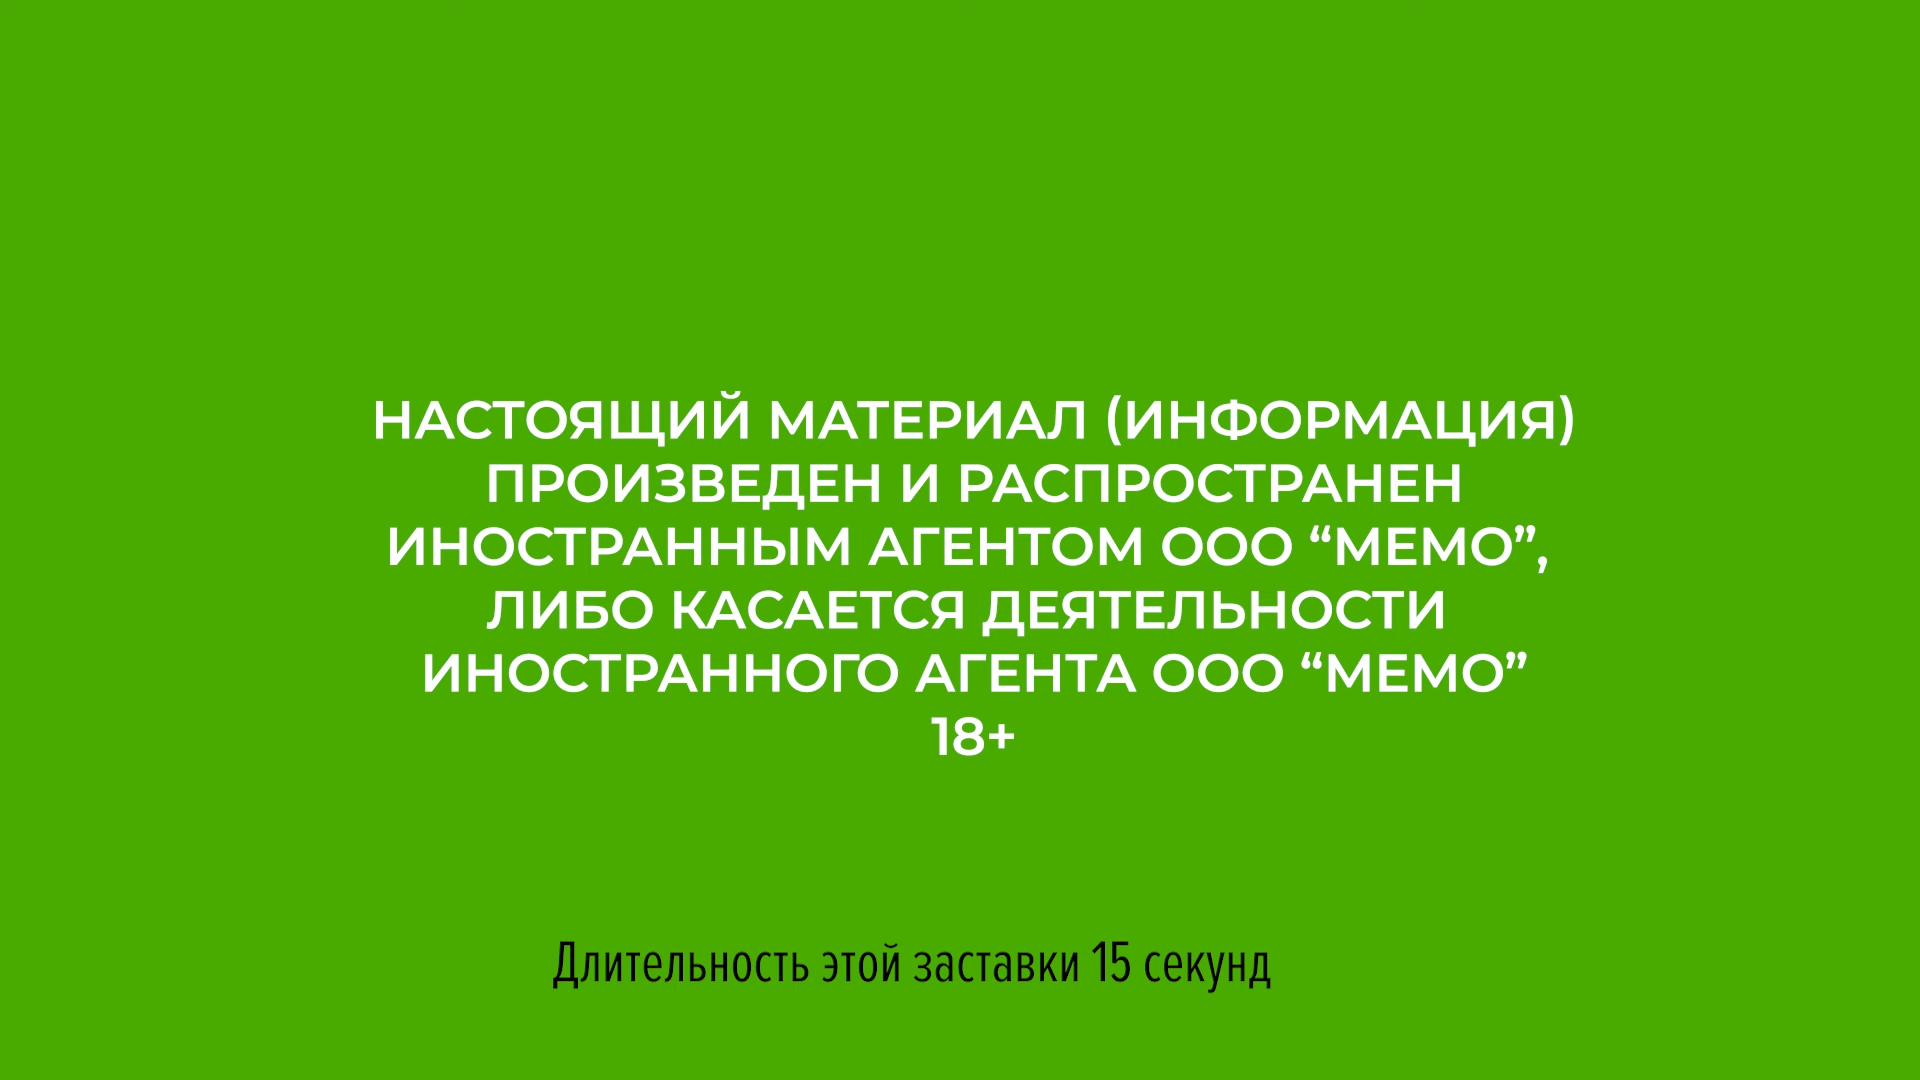 НАСТОЯЩИЙ МАТЕРИАЛ (ИНФОРМАЦИЯ)
ПРОИЗВЕДЕН И РАСПРОСТРАНЕН
ИНОСТРАННЫМ АГЕНТОМ ООО “МЕМО”,
ЛИБО КАСАЕТСЯ ДЕЯТЕЛЬНОСТИ
ИНОСТРАННОГО АГЕНТА ООО “МЕМО”
18+
Длительность этой заставки 15 секунд